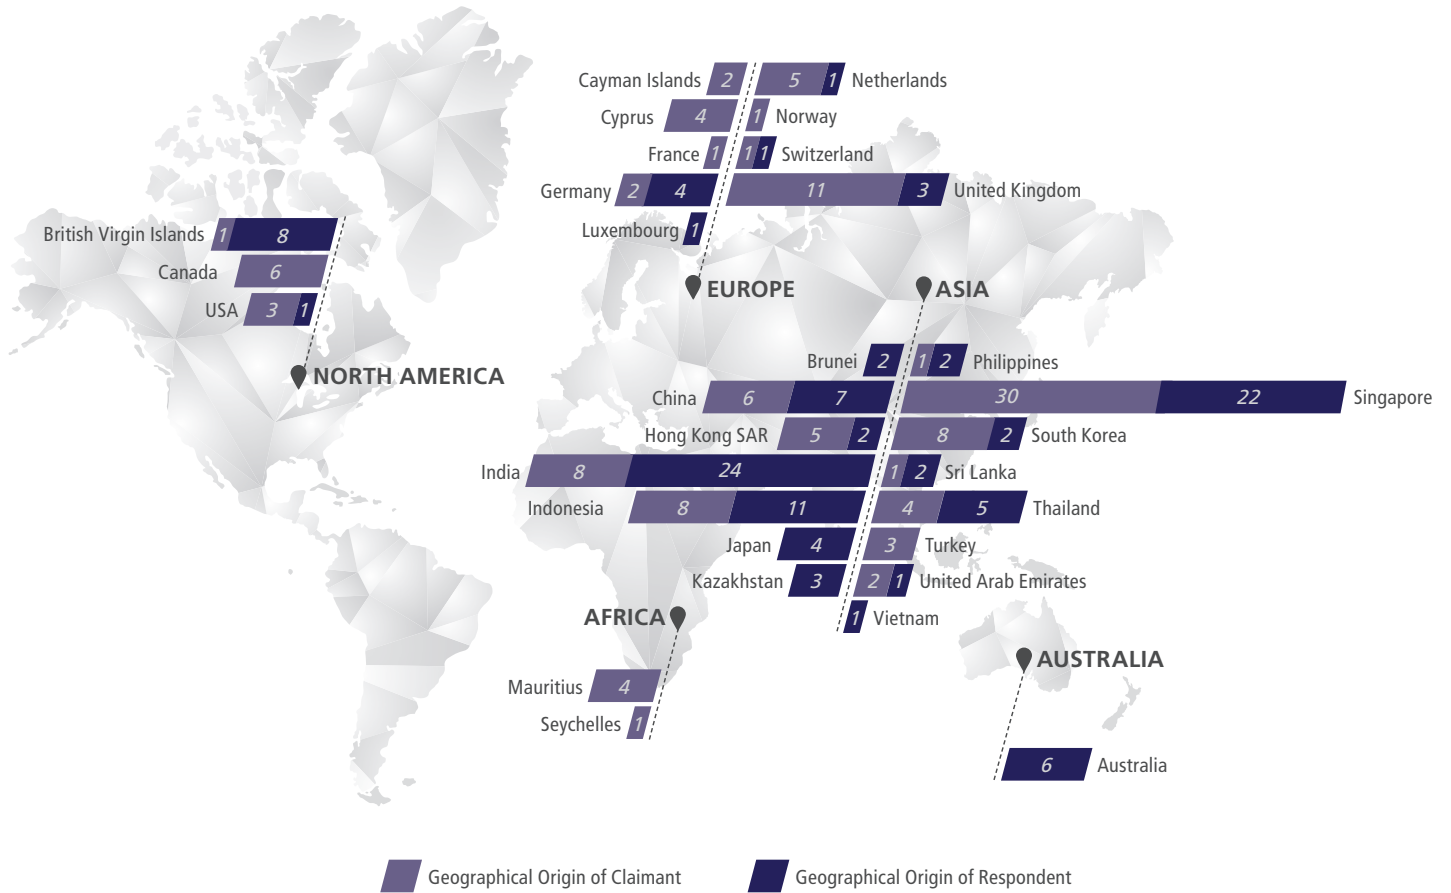 Cayman Islands 2 5 1 Netherlands
Cyprus 4 1 Norway
France 1 1 1 Switzerland
Germany 2 4 11 3 United Kingdom
Luxembourg 1
EUROPE
British Virgin Islands 1 8
Canada 6
USA 3 1
NORTH AMERICA
ASIA
Brunei 2 1 2 Philippines
China 6 7 30 22 Singapore
Hong Kong SAR 5 2 8 2 South Korea
India 8 24 1 2 Sri Lanka
Indonesia 8 11 4 5 Thailand
Japan 4 3 Turkey
Kazakhstan 3 2 1 United Arab Emirates
1 Vietnam
AFRICA
Mauritius 4
Seychelles 1
AUSTRALIA
6 Australia
Geographical Origin of Claimant
Geographical Origin of Respondent